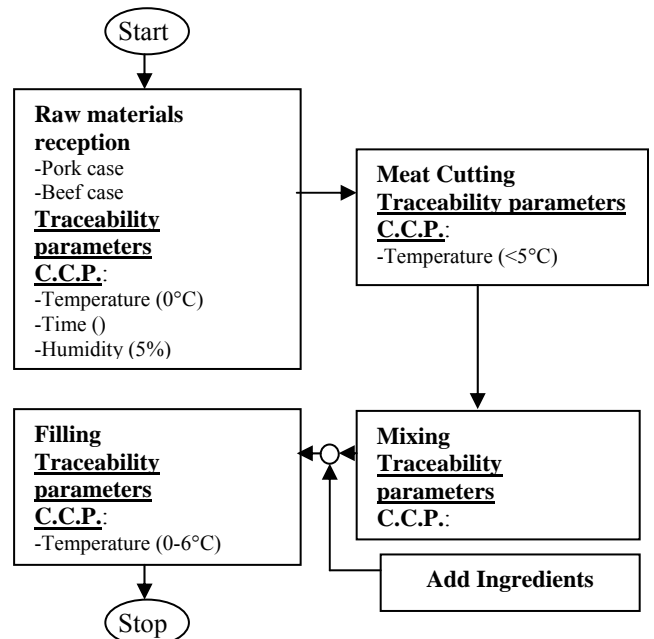 Start
Raw materials
reception
-Pork case
-Beef case
Traceability
parameters
C.C.P.:
-Temperature (0°C)
-Time ()
-Humidity (5%)
Meat Cutting
Traceability parameters
C.C.P.:
-Temperature (<5°C)
Mixing
Traceability
parameters
C.C.P.:
Add Ingredients
Filling
Traceability
parameters
C.C.P.:
-Temperature (0-6°C)
Stop